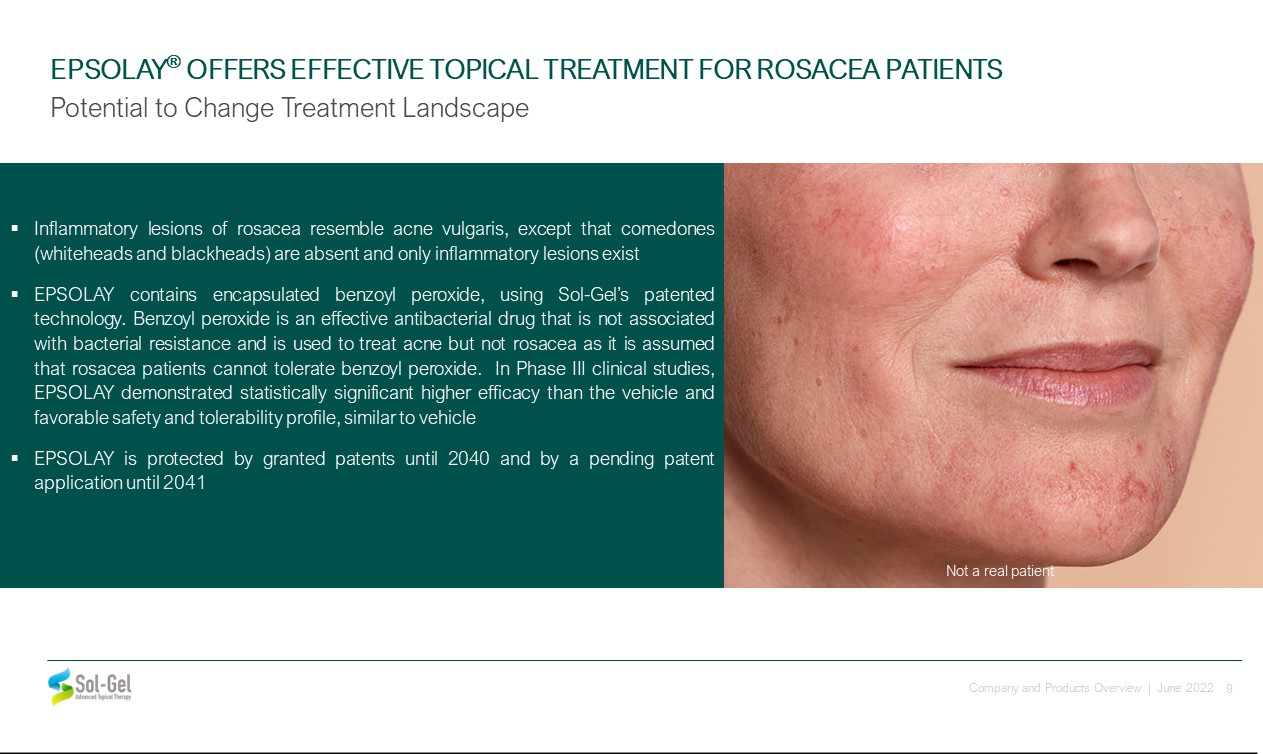 EPSOLAY® OFFERS EFFECTIVE TOPICAL TREATMENT FOR ROSACEA PATIENTS
Potential to Change Treatment Landscape
▪ Inflammatory lesions of rosacea resemble acne vulgaris, except that comedones
(whiteheads and blackheads) are absent and only inflammatory lesions exist
▪ EPSOLAY contains encapsulated benzoyl peroxide, using Sol-Gel’s patented
technology. Benzoyl peroxide is an effective antibacterial drug that is not associated
with bacterial resistance and is used to treat acne but not rosacea as it is assumed
that rosacea patients cannot tolerate benzoyl peroxide. In Phase III clinical studies,
EPSOLAY demonstrated statistically significant higher efficacy than the vehicle and
favorable safety and tolerability profile, similar to vehicle
▪ EPSOLAY is protected by granted patents until 2040 and by a pending patent
application until 2041
Not a real patient
Sol-Gel
Advanced Topical Therapy
Company and Products Overview | June 2022 9